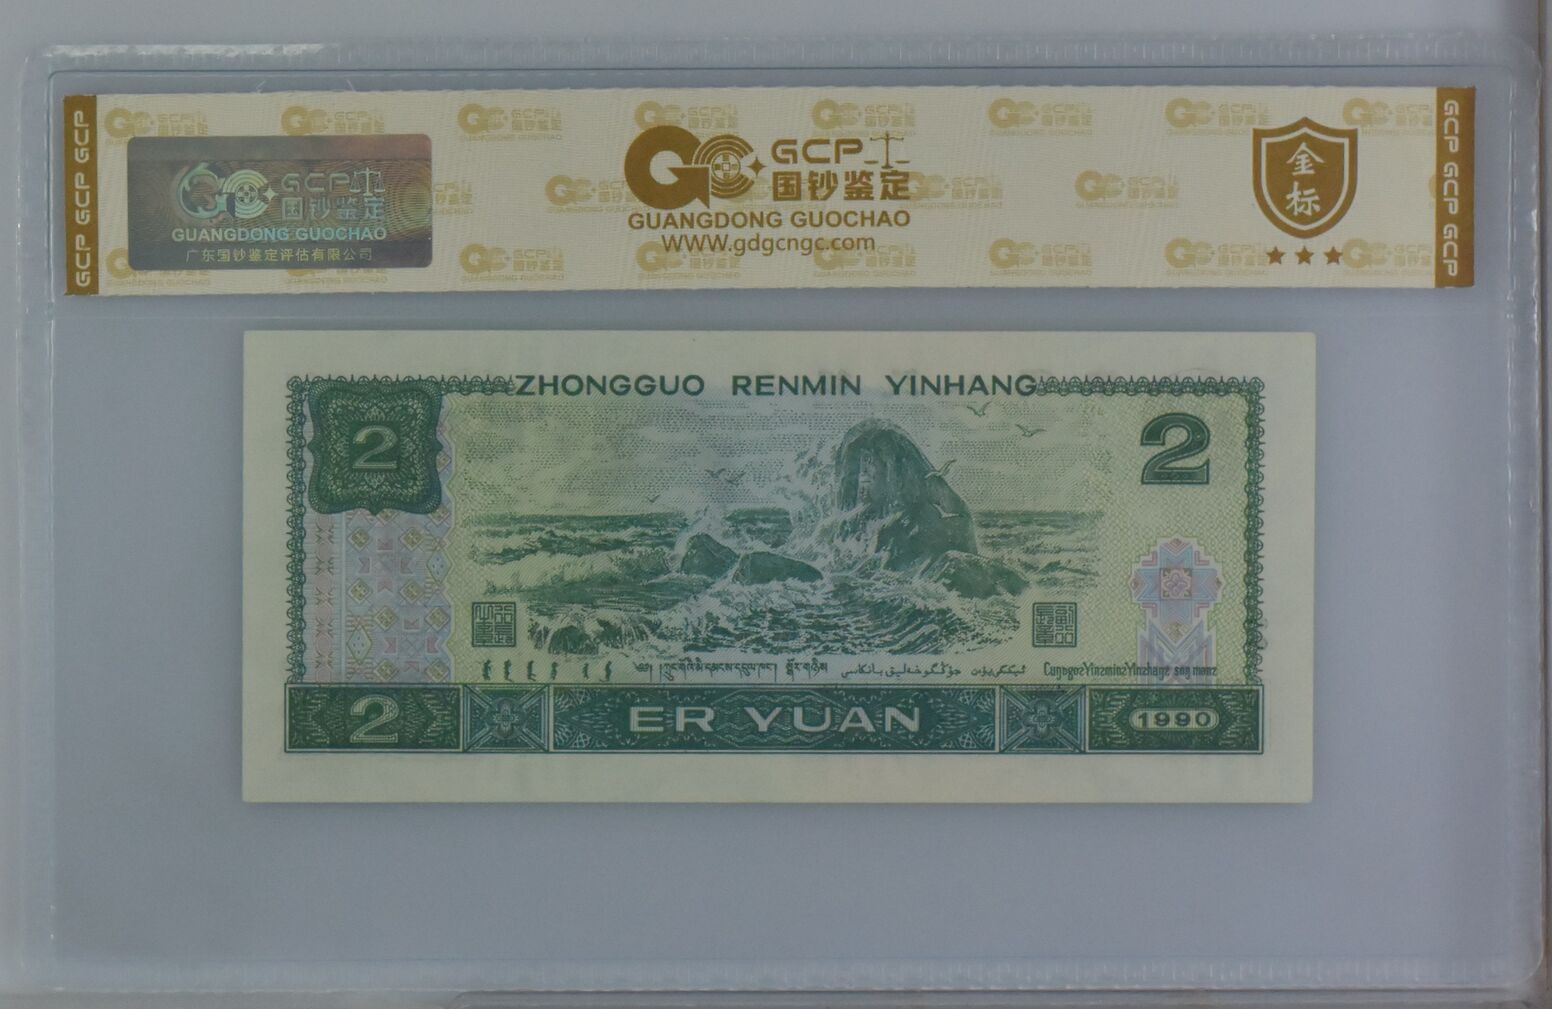 GCP GCP GCP
GCP
国钞鉴定
GUANGDONG GUOCHAO
广东国钞鉴定评估有限公司
GCP
国钞鉴定
GUANGDONG GUOCHAO
WWW.gdgcngc.com
金标
GCP GCP GCP
ZHONGGUO RENMIN YINHANG
2
2
2
ER YUAN
1990